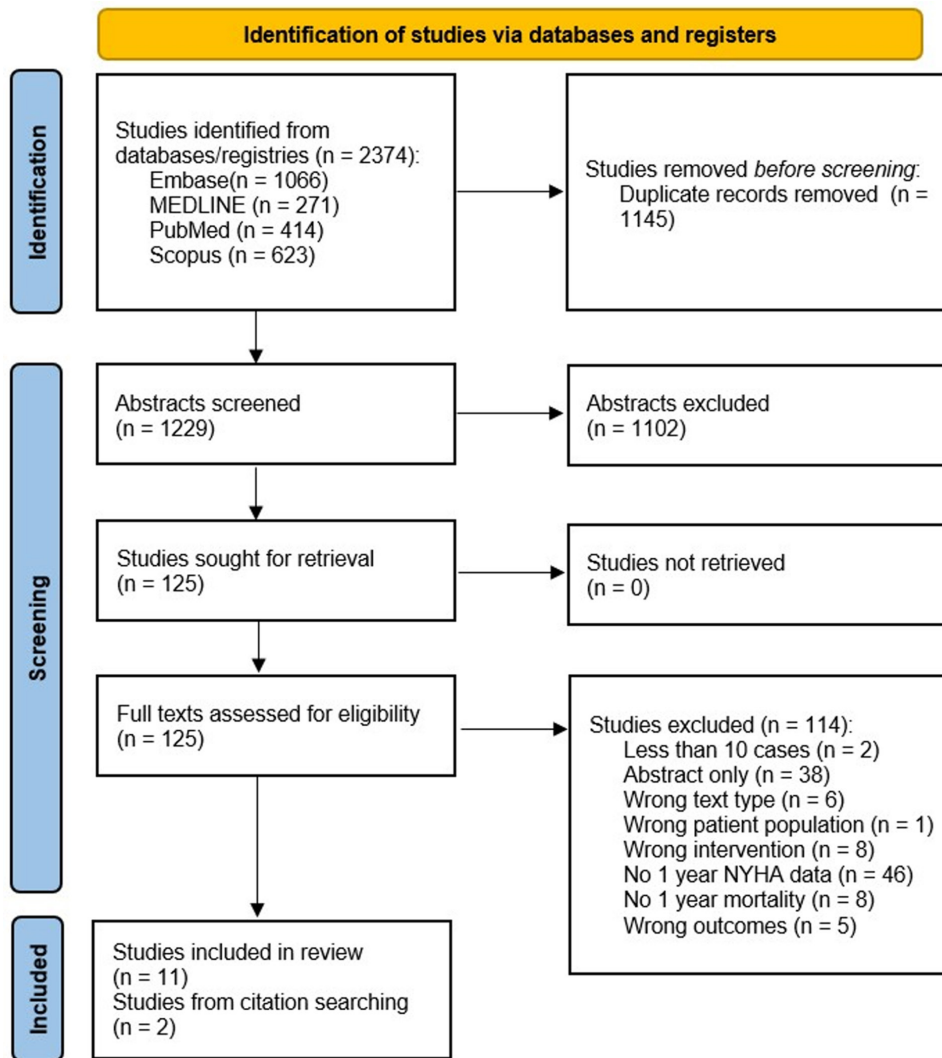 Identification of studies via databases and registers
Identification
Studies identified from
databases/registries (n = 2374):
Embase(n = 1066)
MEDLINE (n = 271)
PubMed (n = 414)
Scopus (n = 623)
Studies removed before screening:
Duplicate records removed (n =
1145)
Screening
Abstracts screened
(n = 1229)
Abstracts excluded
(n = 1102)
Studies sought for retrieval
(n = 125)
Studies not retrieved
(n = 0)
Full texts assessed for eligibility
(n = 125)
Studies excluded (n = 114):
Less than 10 cases (n = 2)
Abstract only (n = 38)
Wrong text type (n = 6)
Wrong patient population (n = 1)
Wrong intervention (n = 8)
No 1 year NYHA data (n = 46)
No 1 year mortality (n = 8)
Wrong outcomes (n = 5)
Included
Studies included in review
(n = 11)
Studies from citation searching
(n = 2)